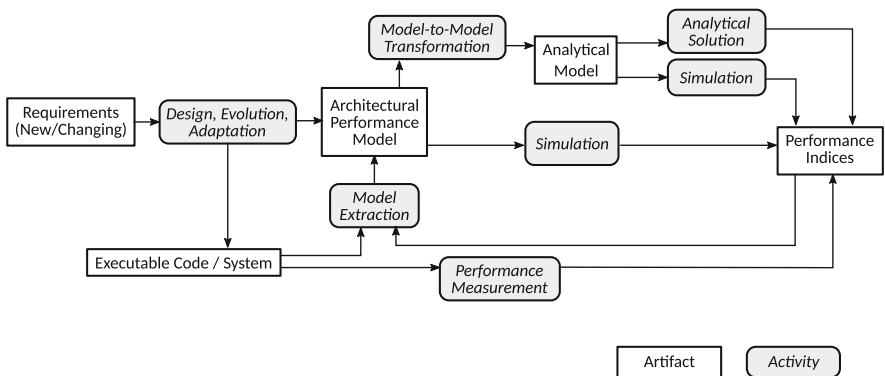 Model-to-Model
Transformation
Analytical
Model
Analytical
Solution
Simulation
Requirements
(New/Changing)
Design, Evolution,
Adaptation
Architectural
Performance
Model
Simulation
Performance
Indices
Model
Extraction
Executable Code / System
Performance
Measurement
Artifact
Activity